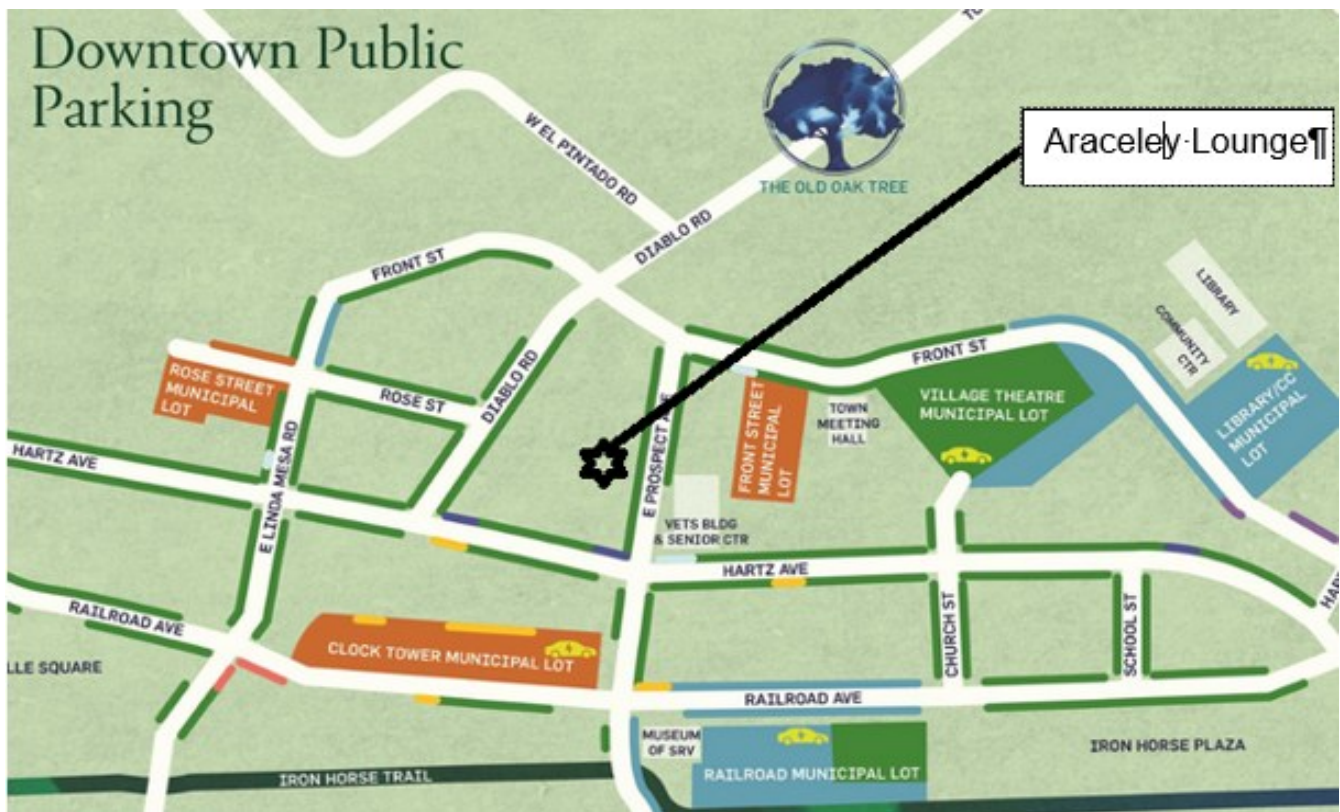 Downtown Public
Parking
TO
W EL PINTADO RD
THE OLD OAK TREE
Araceley·Lounge¶
DIABLO RD
FRONT ST
LIBRARY
COMMUNITY
CTR
FRONT ST
ROSE STREET
MUNICIPAL
LOT
ROSE ST
DIABLO RD
E PROSPECT AVE
FRONT STREET
MUNICIPAL
LOT
TOWN
MEETING
HALL
VILLAGE THEATRE
MUNICIPAL LOT
LIBRARY/CC
MUNICIPAL
LOT
HARTZ AVE
E LINDA MESA RD
VETS BLDG
& SENIOR CTR
HARTZ AVE
HAR
RAILROAD AVE
CLOCK TOWER MUNICIPAL LOT
CHURCH ST
SCHOOL ST
LLE SQUARE
RAILROAD AVE
MUSEUM
OF SRV
IRON HORSE PLAZA
RAILROAD MUNICIPAL LOT
IRON HORSE TRAIL